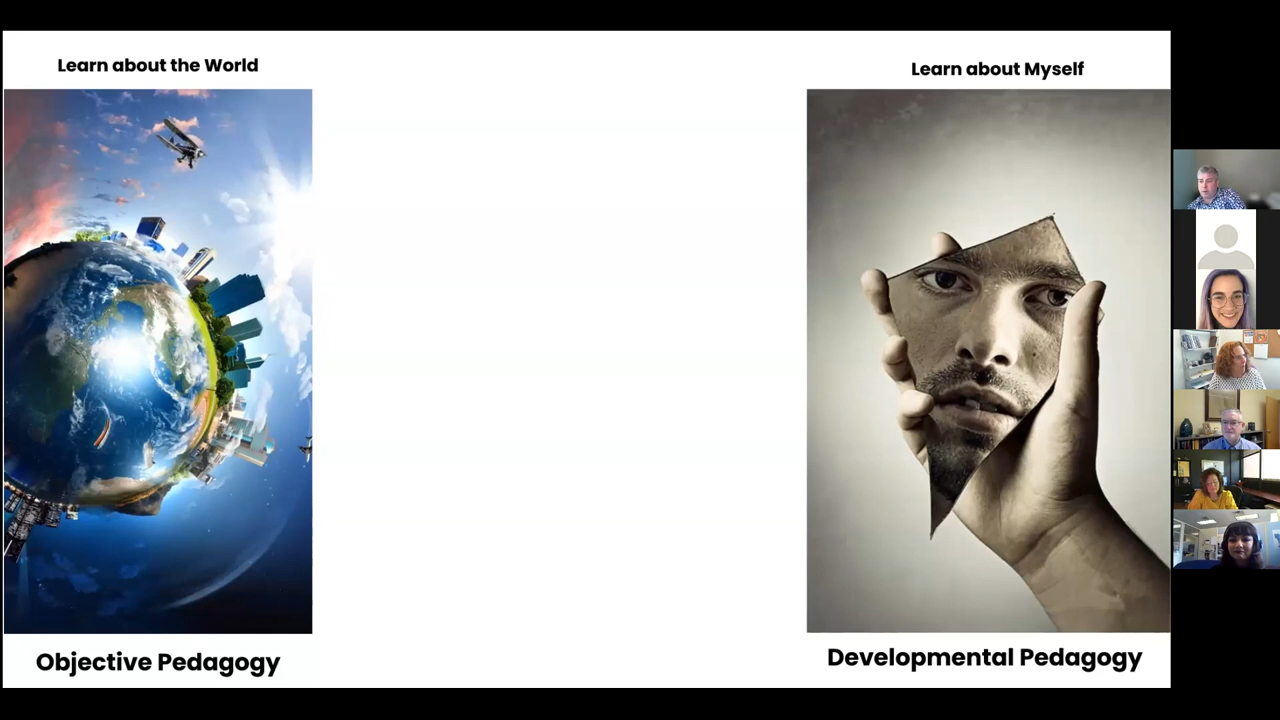 Learn about the World
Learn about Myself
Objective Pedagogy
Developmental Pedagogy